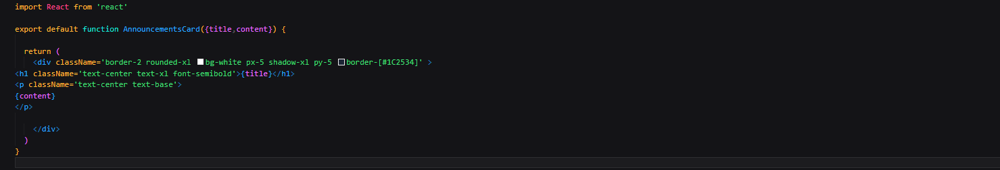 import React from 'react'
export default function AnnouncementsCard({title,content}) {
return (
<div className='border-2 rounded-xl bg-white px-5 shadow-xl py-5 border-[#1C2534]' >
<h1 className='text-center text-xl font-semibold'>{title}</h1>
<p className='text-center text-base'>
{content}
</p>
</div>
)
}